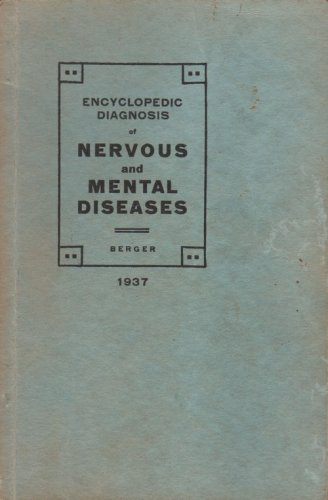 ENCYCLOPEDIC
DIAGNOSIS
of
NERVOUS
and
MENTAL
DISEASES
BERGER
1937